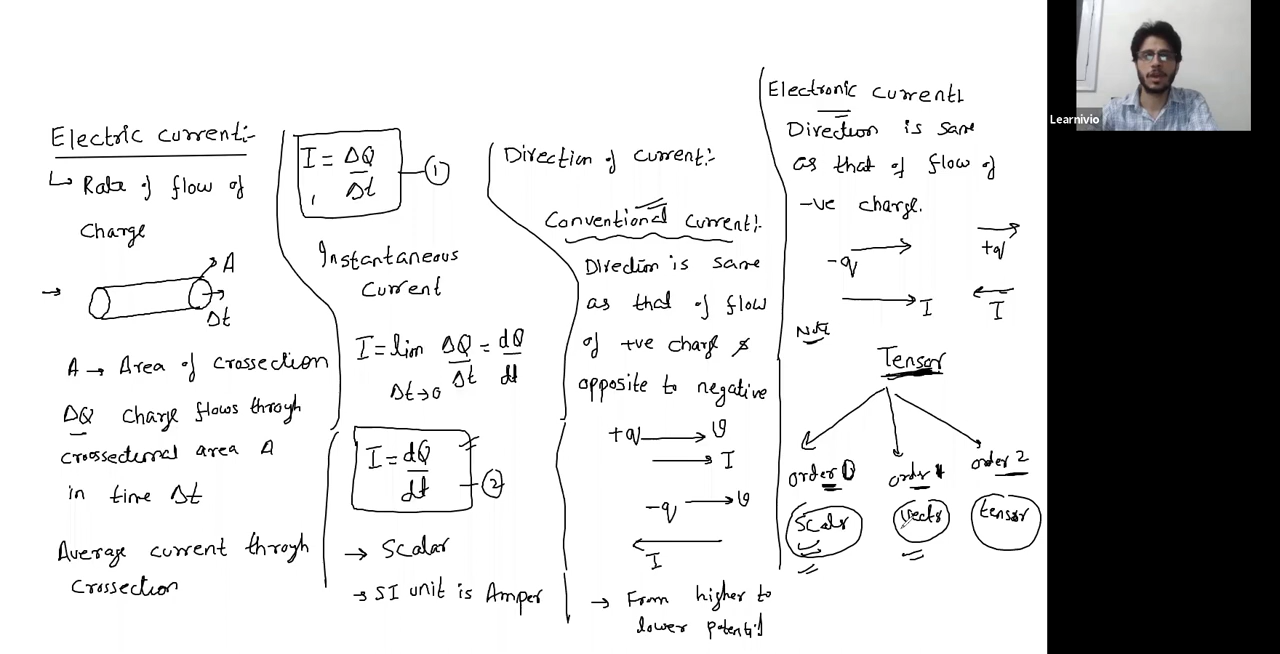 Electric current:-
↳ Rate of flow of
Charge
→ A
Δt
A → Area of crossection
ΔQ charge flows through
crossectional area A
in time Δt
Average current through
Crossection
I = ΔQ/Δt — ①
Instantaneous
Current
I = lim ΔQ/Δt = dQ/dt
Δt→0
I = dQ/dt — ②
→ Scalar
→ SI unit is Amper
Direction of current:-
Conventional current:-
Direction is same
as that of flow
of +ve charge &
opposite to negative
+q → v
→ I
-q → v
←
I
→ From higher to
lower potential
Electronic current:
Direction is same
as that of flow of
-ve charge.
-q → → +q
→ I ← I
Note
Tensor
order 0 order 1 order 2
Scalar vector tensor
Learnivio